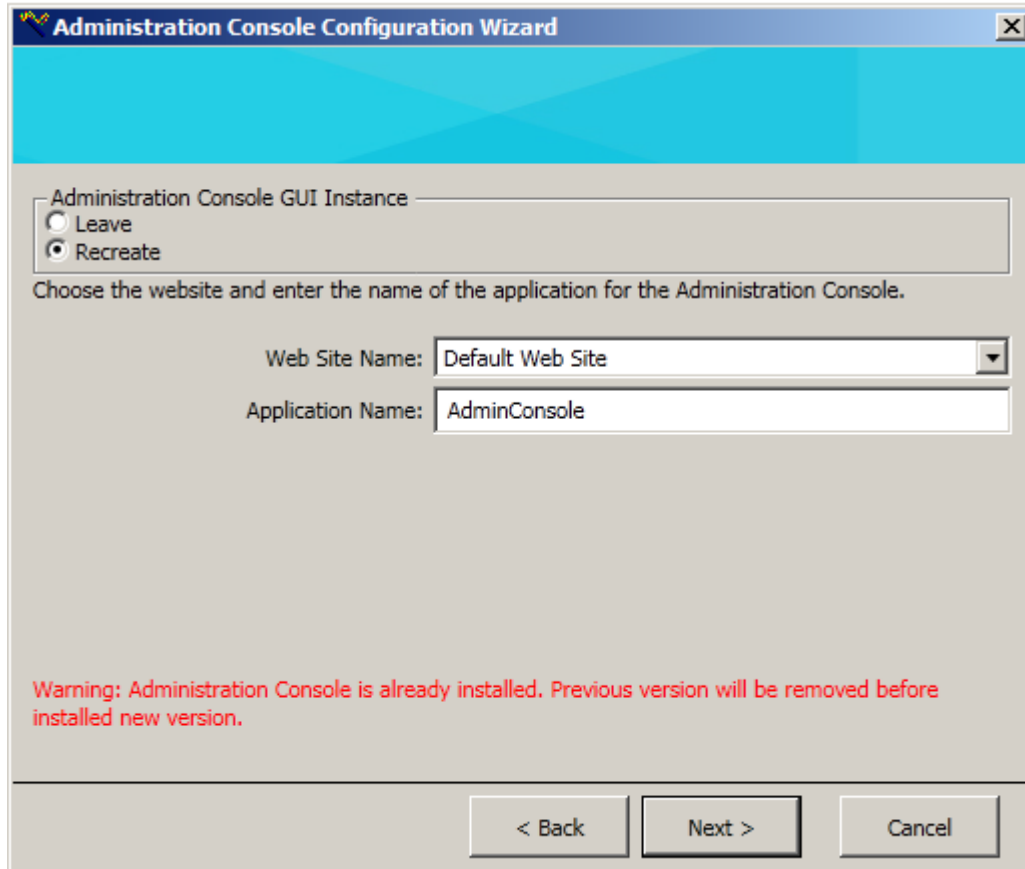 Administration Console Configuration Wizard
Administration Console GUI Instance
Leave
Recreate
Choose the website and enter the name of the application for the Administration Console.
Web Site Name: Default Web Site
Application Name: AdminConsole
Warning: Administration Console is already installed. Previous version will be removed before
installed new version.
< Back Next > Cancel